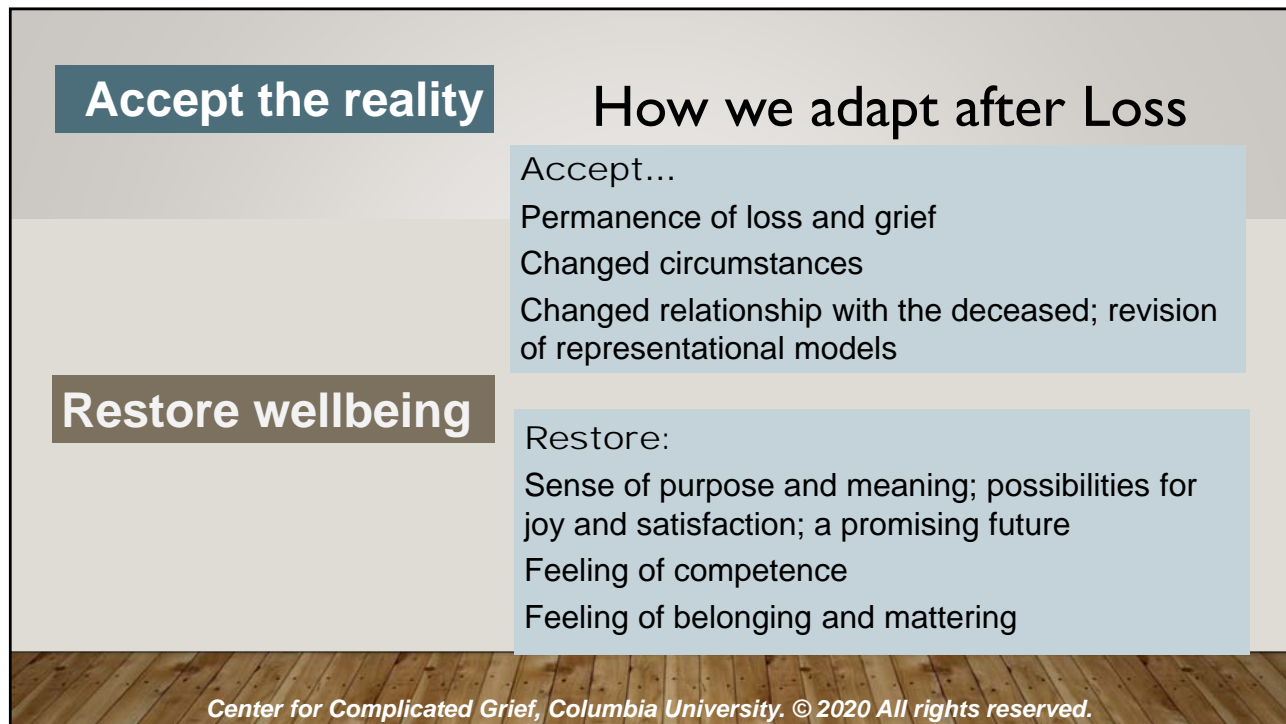 Accept the reality
How we adapt after Loss
Accept...
Permanence of loss and grief
Changed circumstances
Changed relationship with the deceased; revision
of representational models
Restore wellbeing
Restore:
Sense of purpose and meaning; possibilities for
joy and satisfaction; a promising future
Feeling of competence
Feeling of belonging and mattering
Center for Complicated Grief, Columbia University. © 2020 All rights reserved.